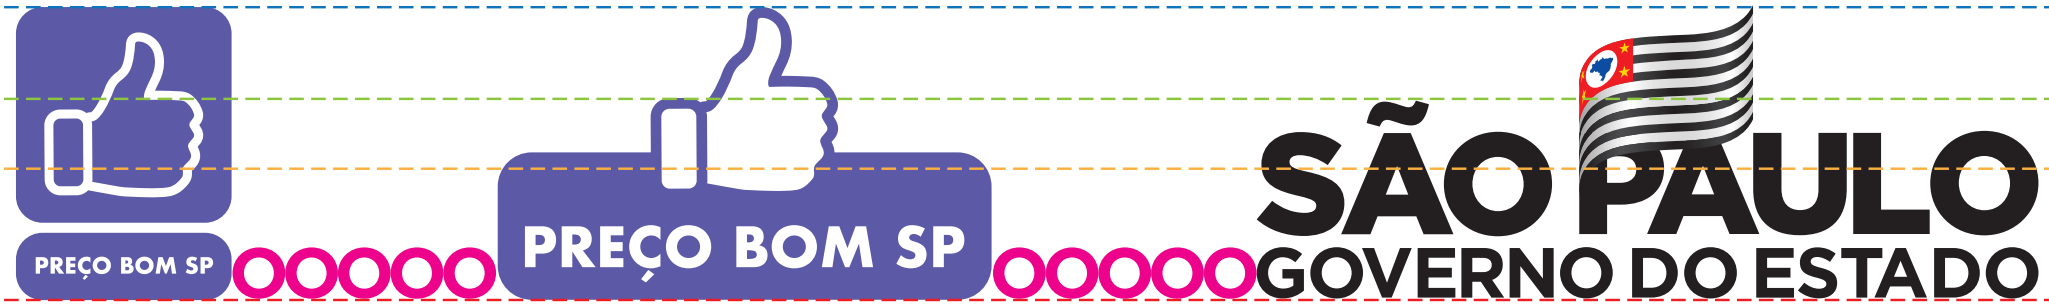 PREÇO BOM SP
PREÇO BOM SP
SÃO PAULO
GOVERNO DO ESTADO